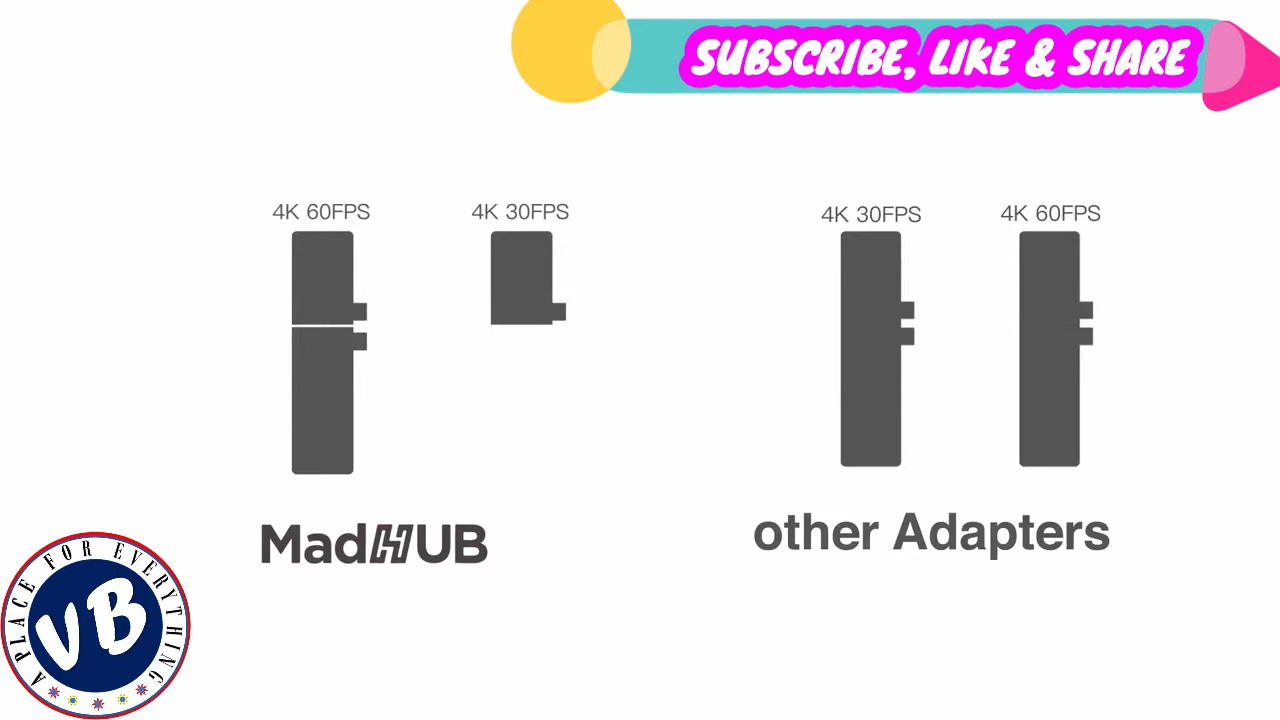 SUBSCRIBE, LIKE & SHARE
4K 60FPS
4K 30FPS
4K 30FPS
4K 60FPS
MadHUB
other Adapters
A PLACE FOR EVERYTHING
VB